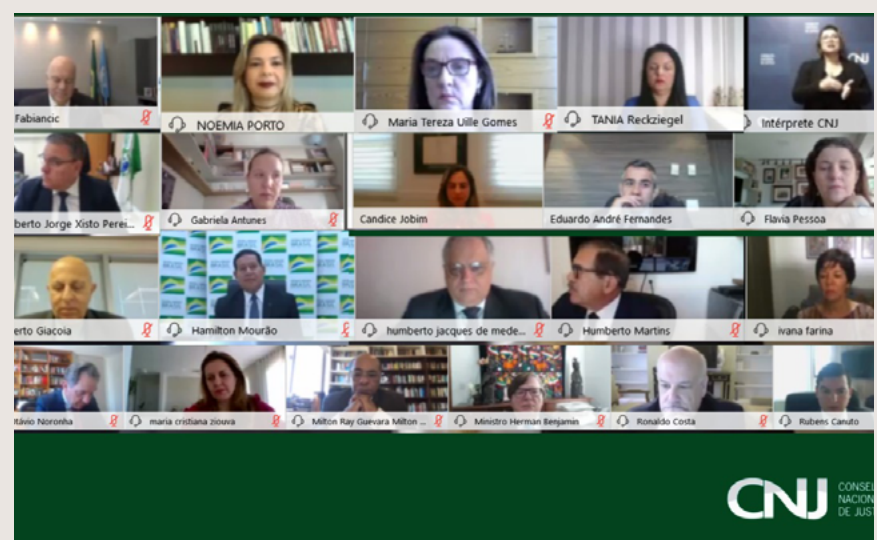 Fabiancic
NOEMIA PORTO
Maria Tereza Uille Gomes
TANIA Reckziegel
Intérprete CNJ
CNJ
berto Jorge Xisto Perei...
Gabriela Antunes
Candice Jobim
Eduardo André Fernandes
Flavia Pessoa
BRASIL
erto Giacoia
Hamilton Mourão
humberto jacques de mede...
Humberto Martins
ivana farina
távio Noronha
maria cristiana ziouva
Milton Ray Guevara Milton ...
Ministro Herman Benjamin
Ronaldo Costa
Rubens Canuto
CNJ
CONSEL
NACION
DE JUST